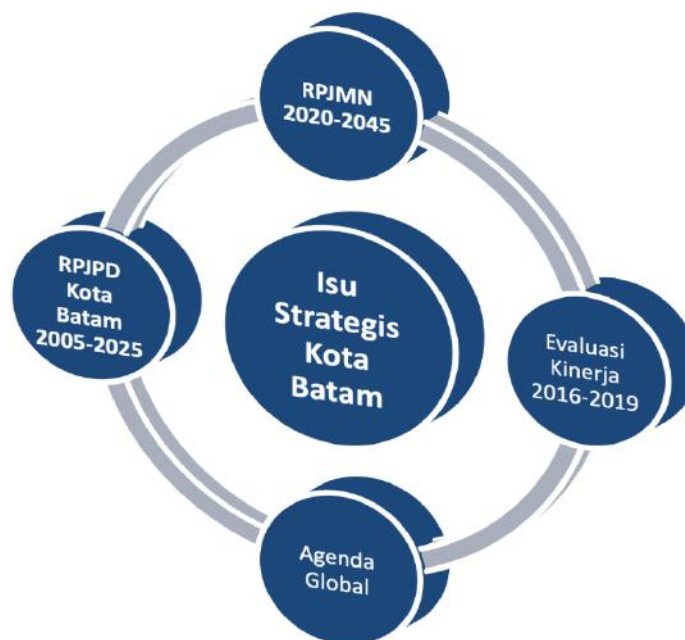 RPJMN
2020-2045
RPJPD
Kota
Batam
2005-2025
Isu
Strategis
Kota
Batam
Evaluasi
Kinerja
2016-2019
Agenda
Global